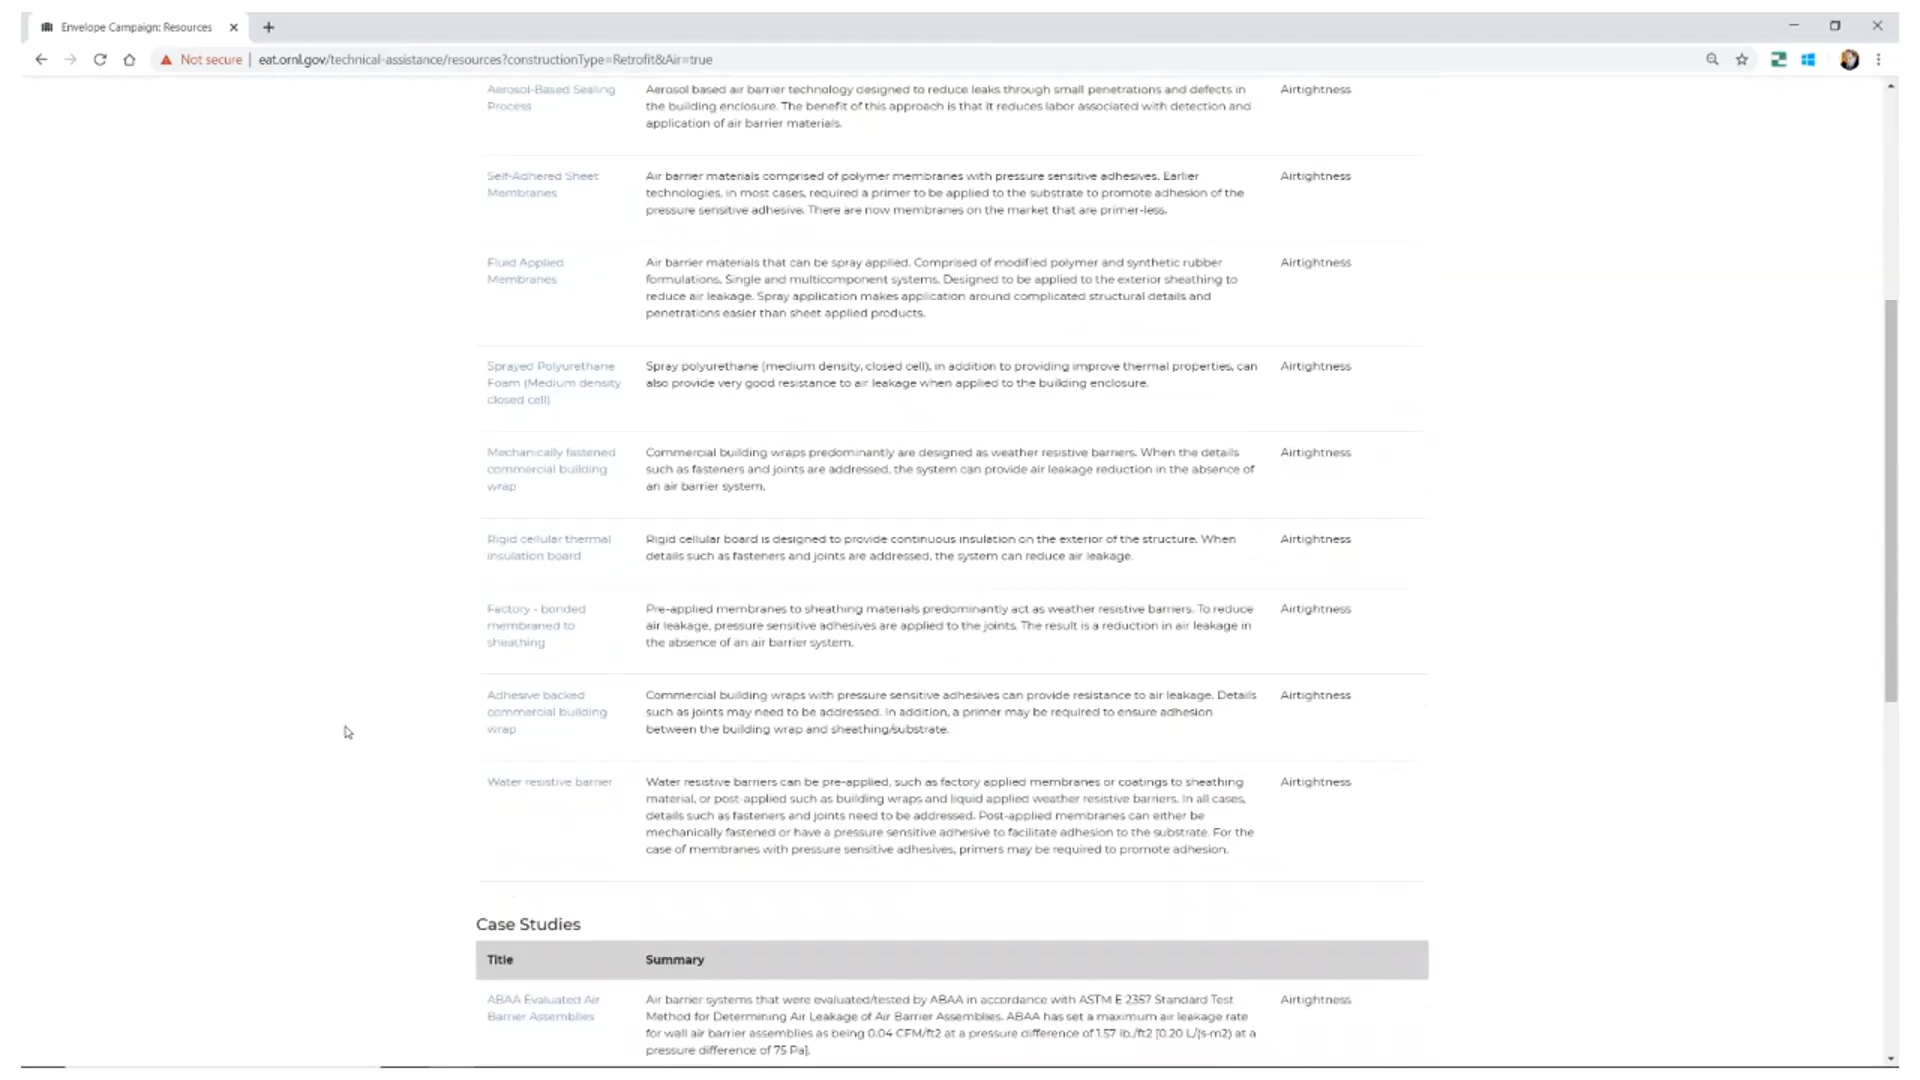 Envelope Campaign: Resources
Not secure | eat.ornl.gov/technical-assistance/resources?constructionType=Retrofit&Air=true
Aerosol-Based Sealing
Process
Aerosol based air barrier technology designed to reduce leaks through small penetrations and defects in
the building enclosure. The benefit of this approach is that it reduces labor associated with detection and
application of air barrier materials.
Airtightness
Self-Adhered Sheet
Membranes
Air barrier materials comprised of polymer membranes with pressure sensitive adhesives. Earlier
technologies, in most cases, required a primer to be applied to the substrate to promote adhesion of the
pressure sensitive adhesive. There are now membranes on the market that are primer-less.
Airtightness
Fluid Applied
Membranes
Air barrier materials that can be spray applied. Comprised of modified polymer and synthetic rubber
formulations. Single and multicomponent systems. Designed to be applied to the exterior sheathing to
reduce air leakage. Spray application makes application around complicated structural details and
penetrations easier than sheet applied products.
Airtightness
Sprayed Polyurethane
Foam (Medium density
closed cell)
Spray polyurethane (medium density, closed cell), in addition to providing improve thermal properties, can
also provide very good resistance to air leakage when applied to the building enclosure.
Airtightness
Mechanically fastened
commercial building
wrap
Commercial building wraps predominantly are designed as weather resistive barriers. When the details
such as fasteners and joints are addressed, the system can provide air leakage reduction in the absence of
an air barrier system.
Airtightness
Rigid cellular thermal
insulation board
Rigid cellular board is designed to provide continuous insulation on the exterior of the structure. When
details such as fasteners and joints are addressed, the system can reduce air leakage.
Airtightness
Factory - bonded
membraned to
sheathing
Pre-applied membranes to sheathing materials predominantly act as weather resistive barriers. To reduce
air leakage, pressure sensitive adhesives are applied to the joints. The result is a reduction in air leakage in
the absence of an air barrier system.
Airtightness
Adhesive backed
commercial building
wrap
Commercial building wraps with pressure sensitive adhesives can provide resistance to air leakage. Details
such as joints may need to be addressed. In addition, a primer may be required to ensure adhesion
between the building wrap and sheathing/substrate.
Airtightness
Water resistive barrier
Water resistive barriers can be pre-applied, such as factory applied membranes or coatings to sheathing
material, or post-applied such as building wraps and liquid applied weather resistive barriers. In all cases,
details such as fasteners and joints need to be addressed. Post-applied membranes can either be
mechanically fastened or have a pressure sensitive adhesive to facilitate adhesion to the substrate. For the
case of membranes with pressure sensitive adhesives, primers may be required to promote adhesion.
Airtightness
Case Studies
Title
Summary
ABAA Evaluated Air
Barrier Assemblies
Air barrier systems that were evaluated/tested by ABAA in accordance with ASTM E 2357 Standard Test
Method for Determining Air Leakage of Air Barrier Assemblies. ABAA has set a maximum air leakage rate
for wall air barrier assemblies as being 0.04 CFM/ft2 at a pressure difference of 1.57 lb./ft2 [0.20 L/(s-m2) at a
pressure difference of 75 Pa].
Airtightness